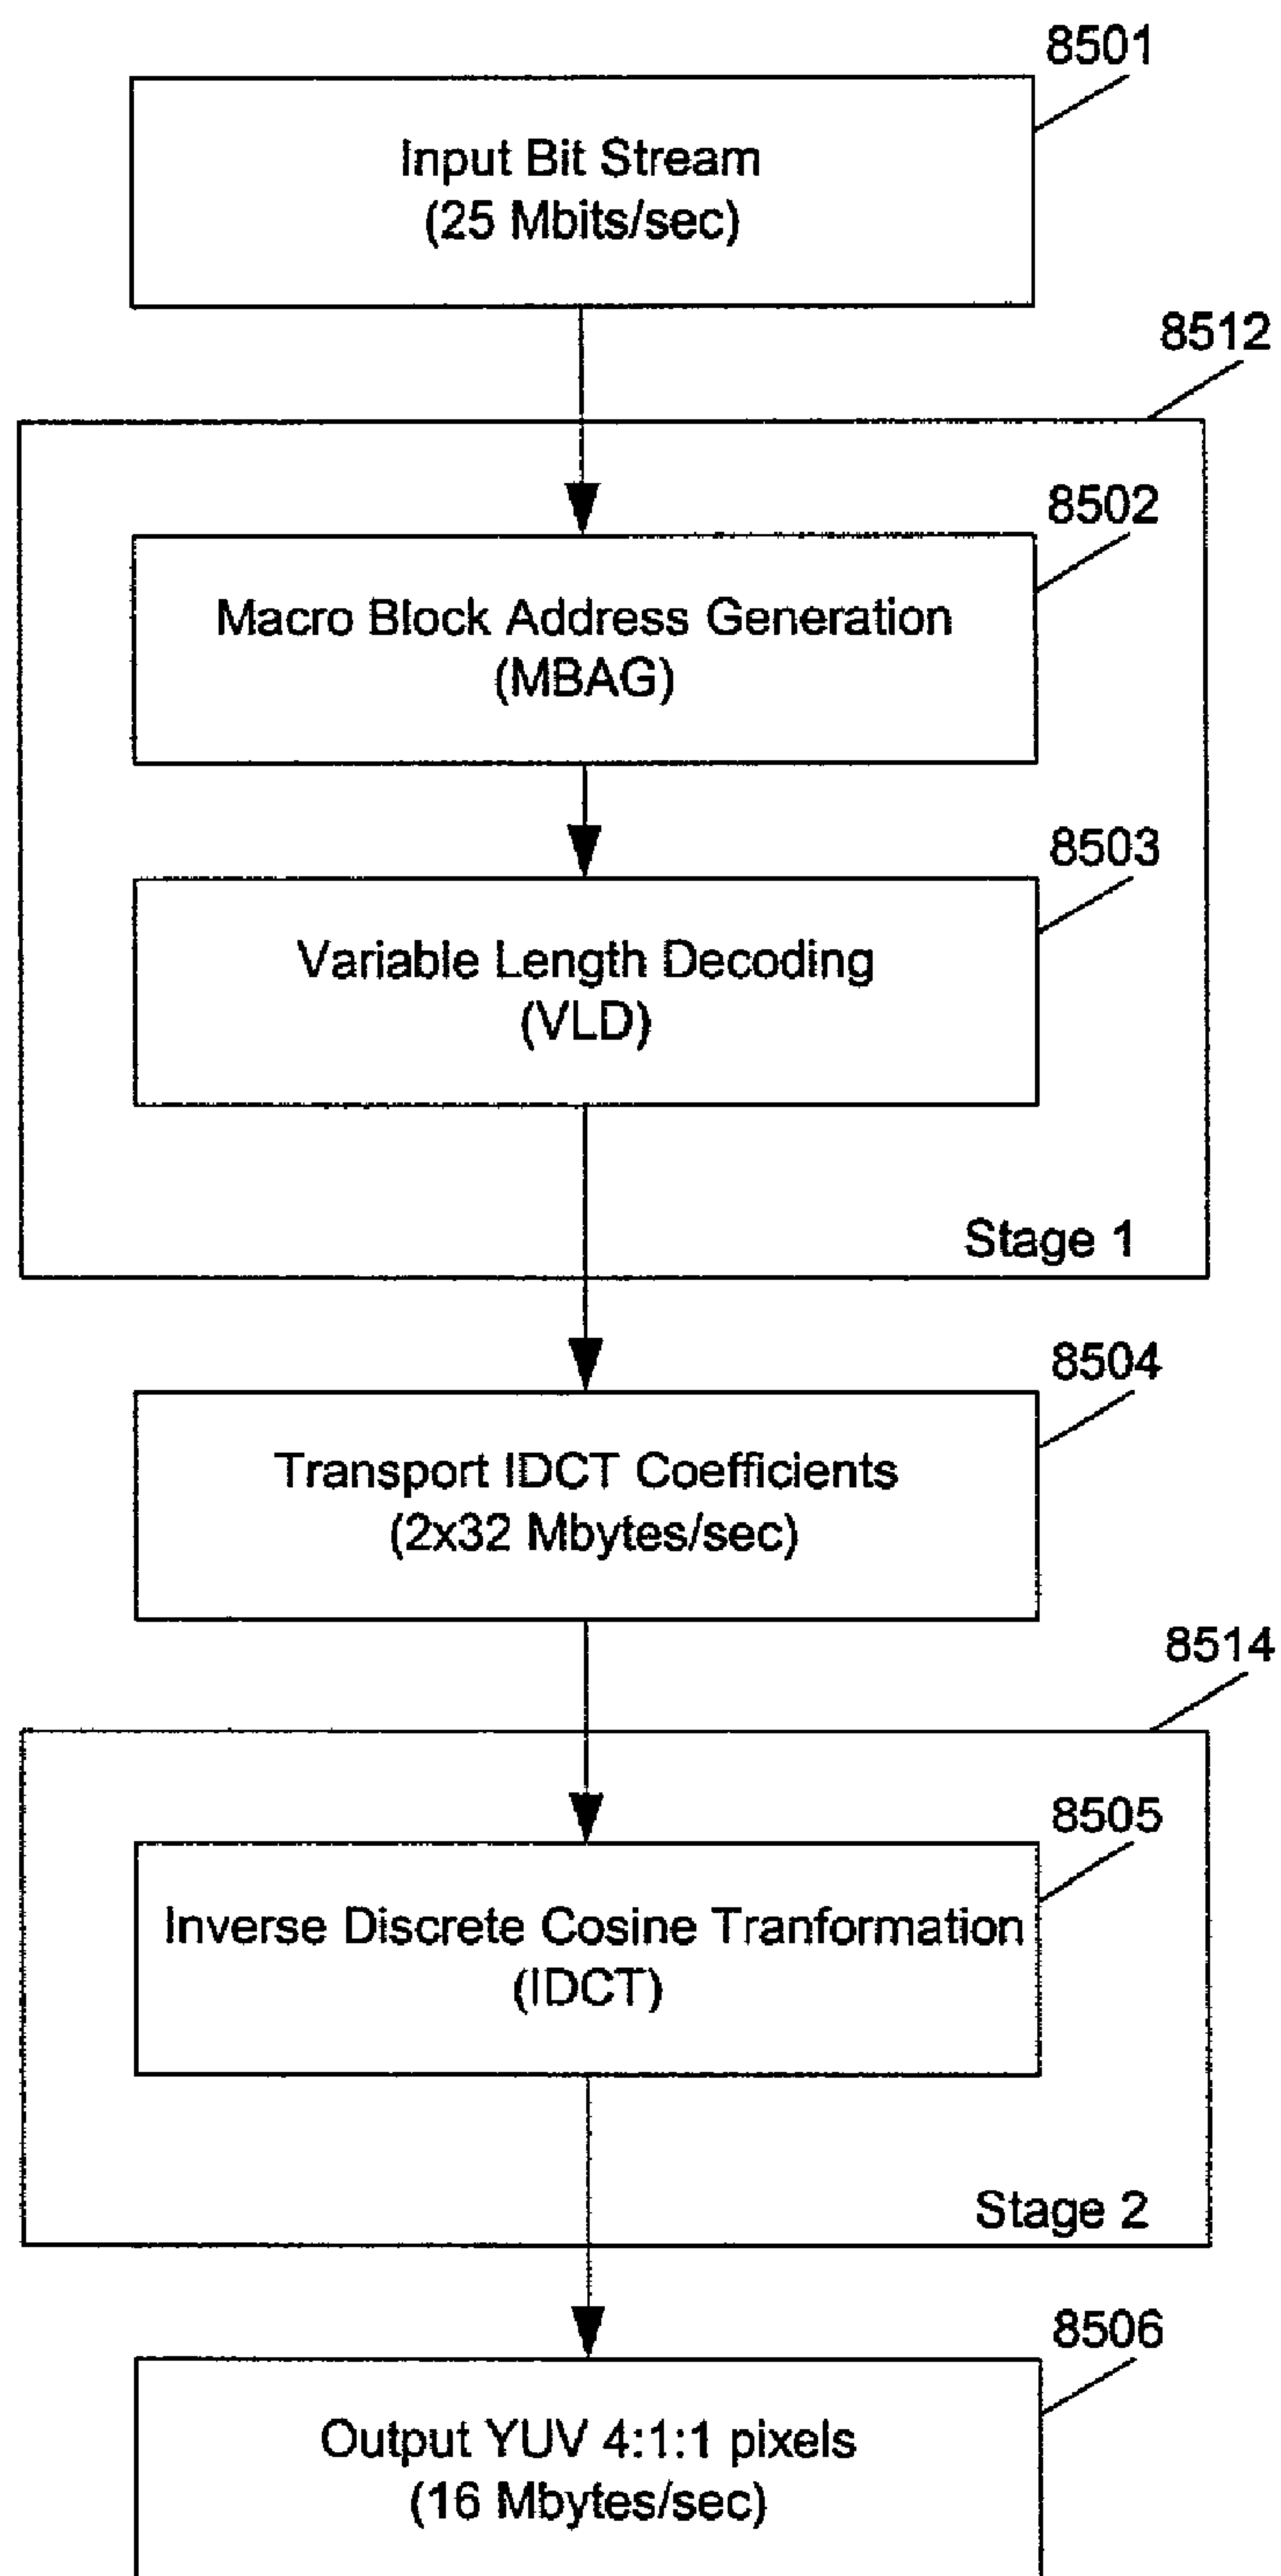 8501
Input Bit Stream
(25 Mbits/sec)
8512
8502
Macro Block Address Generation
(MBAG)
8503
Variable Length Decoding
(VLD)
Stage 1
8504
Transport IDCT Coefficients
(2x32 Mbytes/sec)
8514
8505
Inverse Discrete Cosine Tranformation
(IDCT)
Stage 2
8506
Output YUV 4:1:1 pixels
(16 Mbytes/sec)